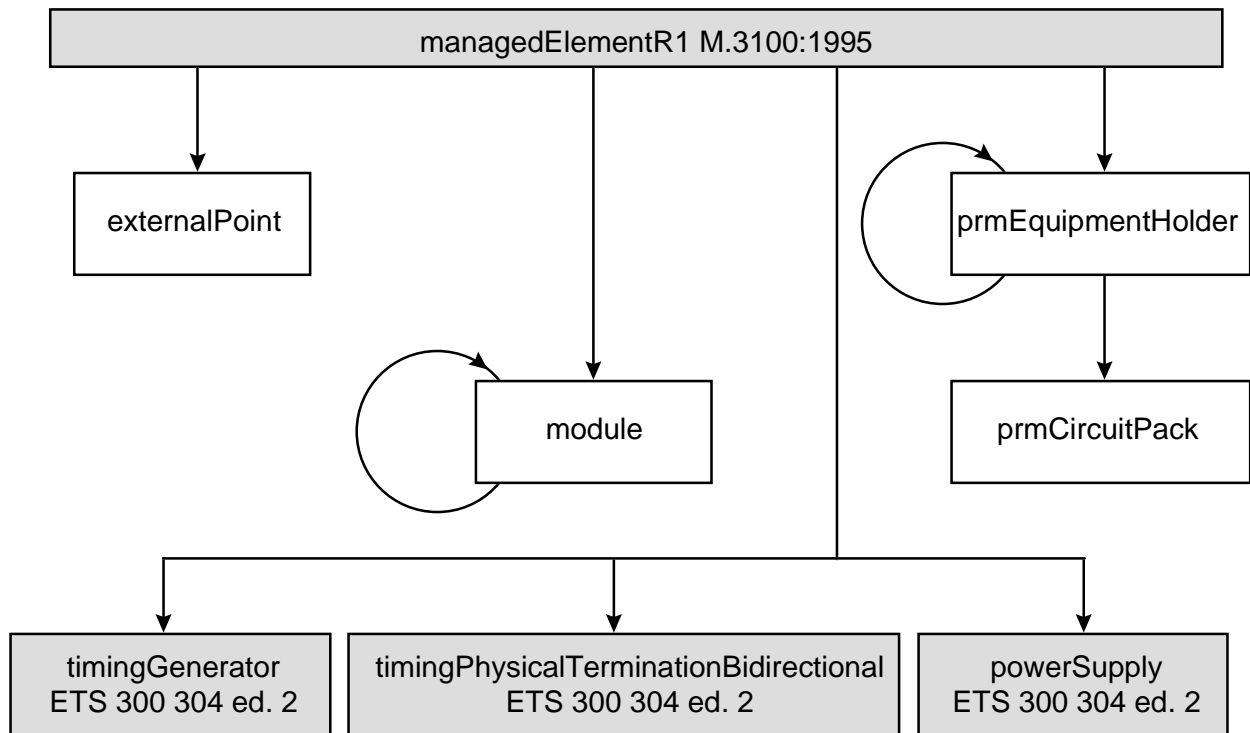 managedElementR1 M.3100:1995
externalPoint
prmEquipmentHolder
module
prmCircuitPack
timingGenerator
ETS 300 304 ed. 2
timingPhysicalTerminationBidirectional
ETS 300 304 ed. 2
powerSupply
ETS 300 304 ed. 2